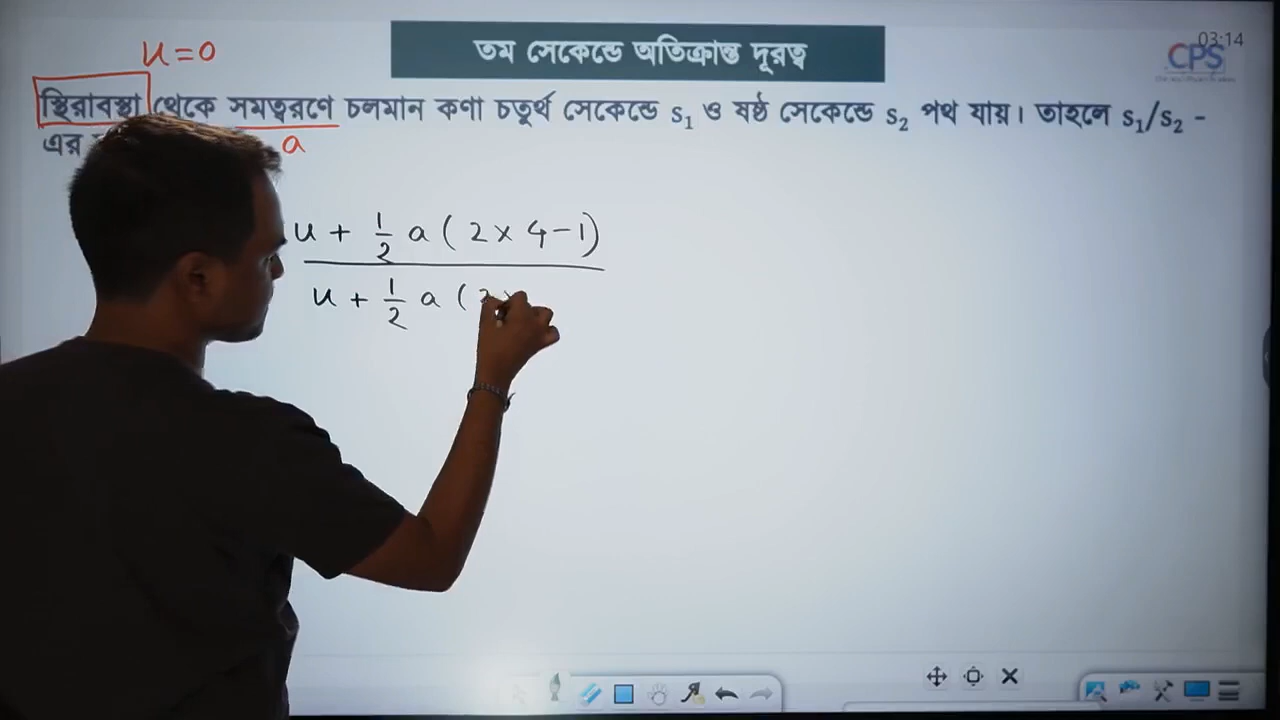 03:14
তম সেকেন্ডে অতিক্রান্ত দূরত্ব
CPS
u = 0
স্থিরাবস্থা থেকে সমত্বরণে চলমান কণা চতুর্থ সেকেন্ডে s₁ ও ষষ্ঠ সেকেন্ডে s₂ পথ যায়। তাহলে s₁/s₂ -
এর
a
u + 1/2 a ( 2 × 4 - 1 )
u + 1/2 a ( 2 ×